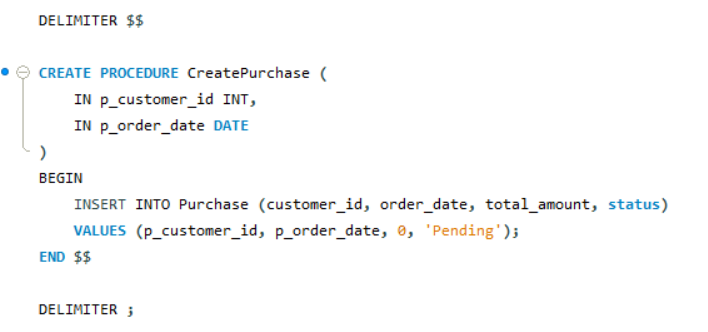 DELIMITER $$
CREATE PROCEDURE CreatePurchase (
IN p_customer_id INT,
IN p_order_date DATE
)
BEGIN
INSERT INTO Purchase (customer_id, order_date, total_amount, status)
VALUES (p_customer_id, p_order_date, 0, 'Pending');
END $$
DELIMITER ;